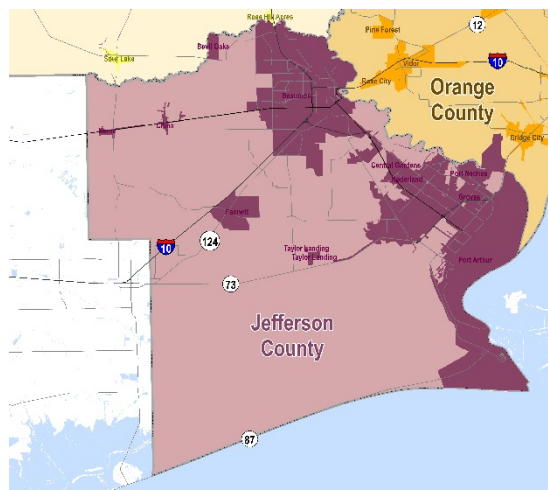 Rose Hill Acres
Pine Forest
12
Bevil Oaks
Sour Lake
Vidor
10
Rose City
Orange
County
Beaumont
China
Nome
Bridge City
Central Gardens
Port Neches
Nederland
Groves
Fannett
124
10
Taylor Landing
Taylor Landing
Port Arthur
73
Jefferson
County
87